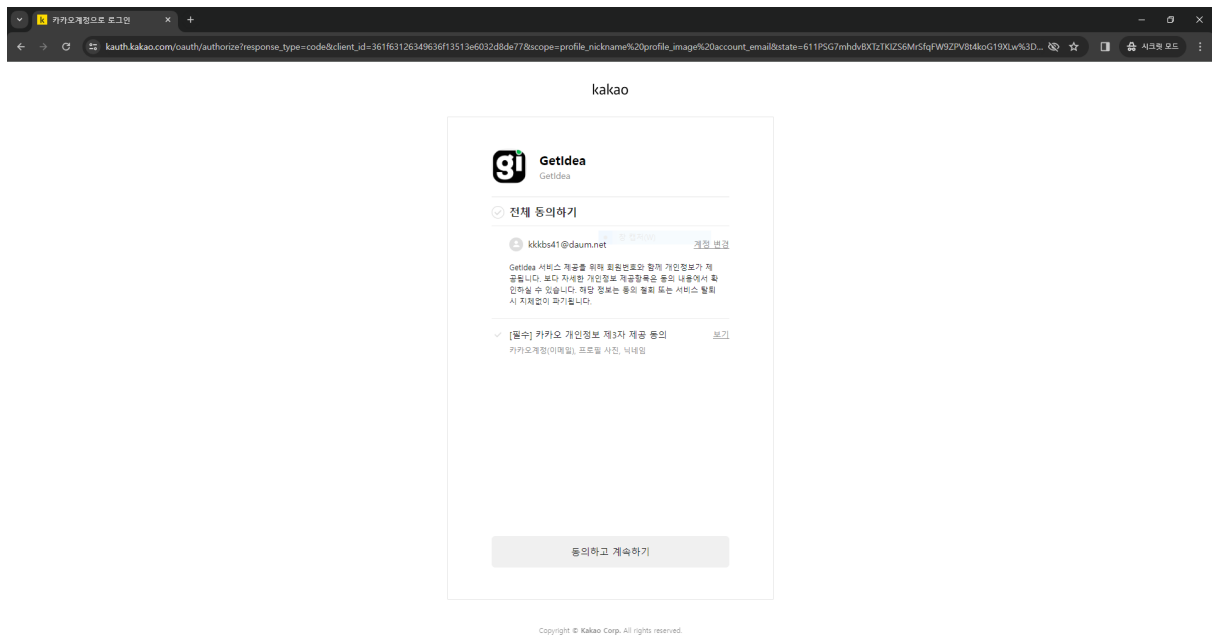 카카오계정으로 로그인
kauth.kakao.com/oauth/authorize?response_type=code&client_id=361f63126349636f13513e6032d8de77&scope=profile_nickname%20profile_image%20account_email&state=611PSG7mhdvBXTzTKIZS6MrSfqFW9ZPV8t4koG19XLw%3D...
시크릿 모드
kakao
gi
GetIdea
GetIdea
전체 동의하기
kkkbs41@daum.net 계정 변경
GetIdea 서비스 제공을 위해 회원번호와 함께 개인정보가 제
공됩니다. 보다 자세한 개인정보 제공항목은 동의 내용에서 확
인하실 수 있습니다. 해당 정보는 동의 철회 또는 서비스 탈퇴
시 지체없이 파기됩니다.
[필수] 카카오 개인정보 제3자 제공 동의 보기
카카오계정(이메일), 프로필 사진, 닉네임
동의하고 계속하기
Copyright © Kakao Corp. All rights reserved.